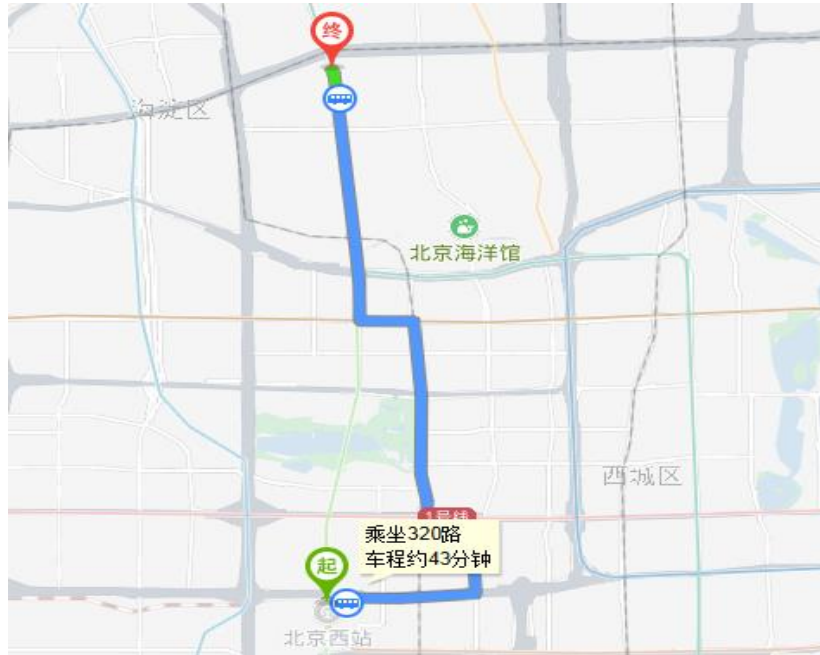 终
海淀区
北京海洋馆
西城区
1号线
乘坐320路
车程约43分钟
起
北京西站